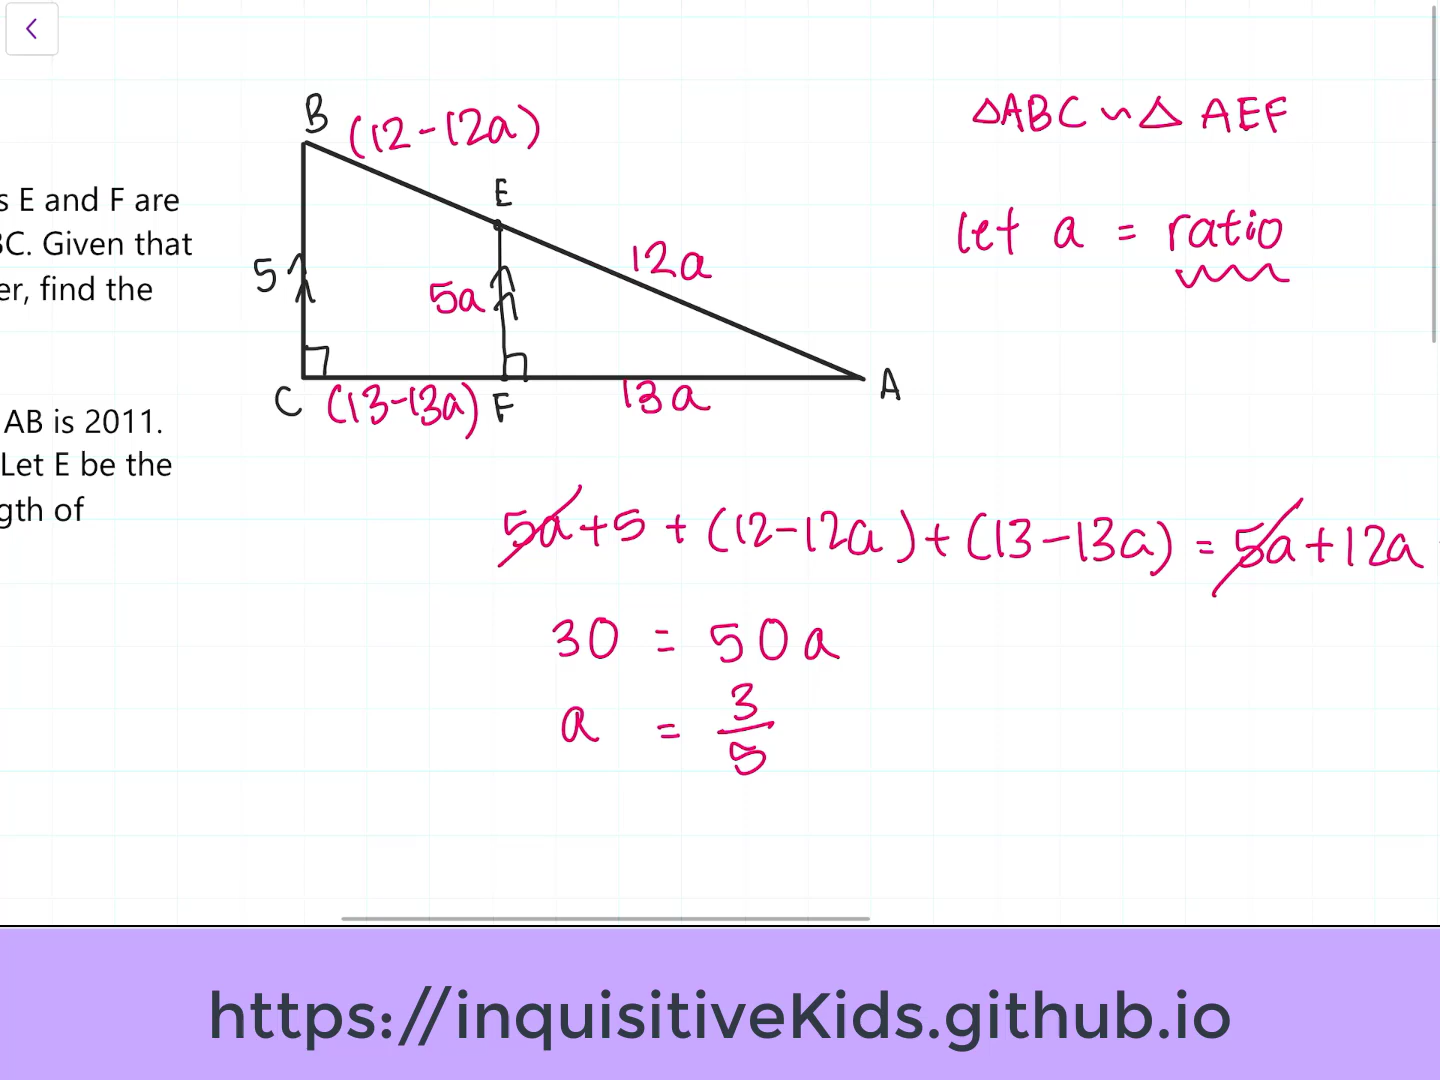 B (12-12a)
△ABC ∽ △ AEF
E
s E and F are
let a = ratio
BC. Given that
5
12a
er, find the
5a
C (13-13a) F
13a
A
AB is 2011.
Let E be the
gth of
5a+5 + (12-12a)+(13-13a) = 5a+12a
30 = 50a
a = 3/5
https://inquisitiveKids.github.io